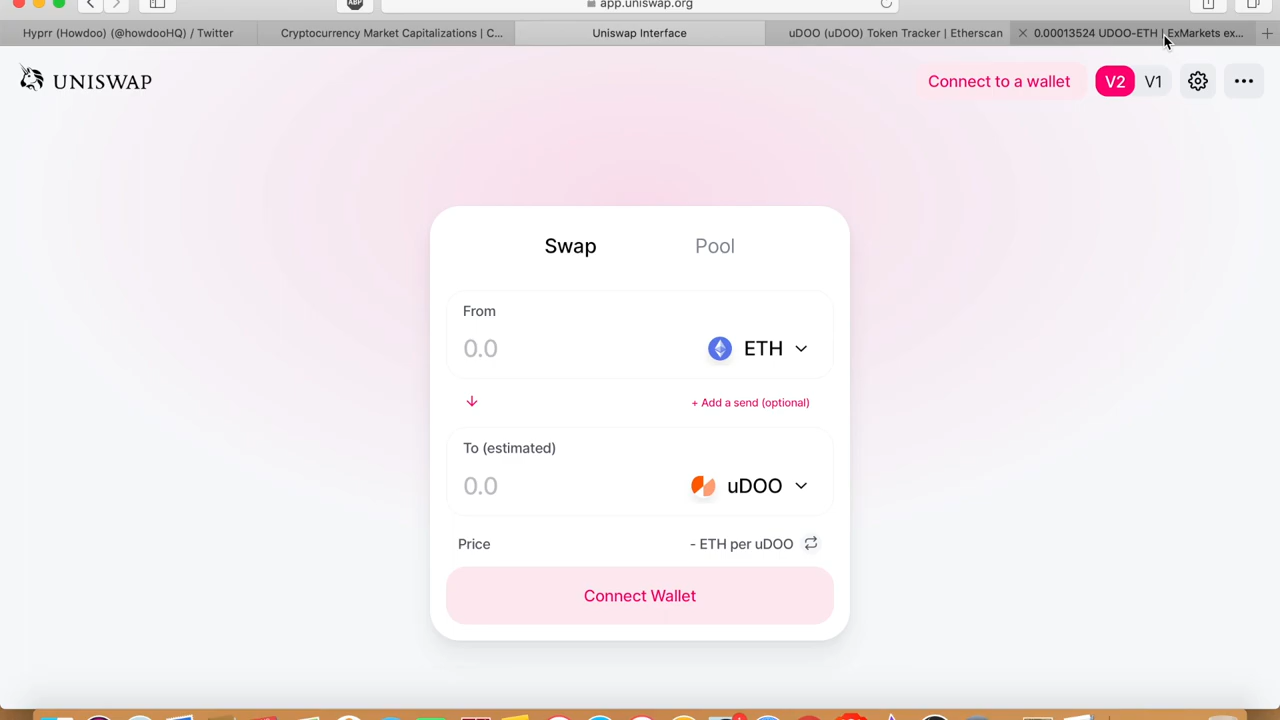 app.uniswap.org
Hyprr (Howdoo) (@howdooHQ) / Twitter
Cryptocurrency Market Capitalizations | C...
Uniswap Interface
uDOO (uDOO) Token Tracker | Etherscan
0.00013524 UDOO-ETH | ExMarkets ex...
ABP
UNISWAP
Connect to a wallet
V2
V1
Swap
Pool
From
0.0
ETH
+ Add a send (optional)
To (estimated)
0.0
uDOO
Price
- ETH per uDOO
Connect Wallet